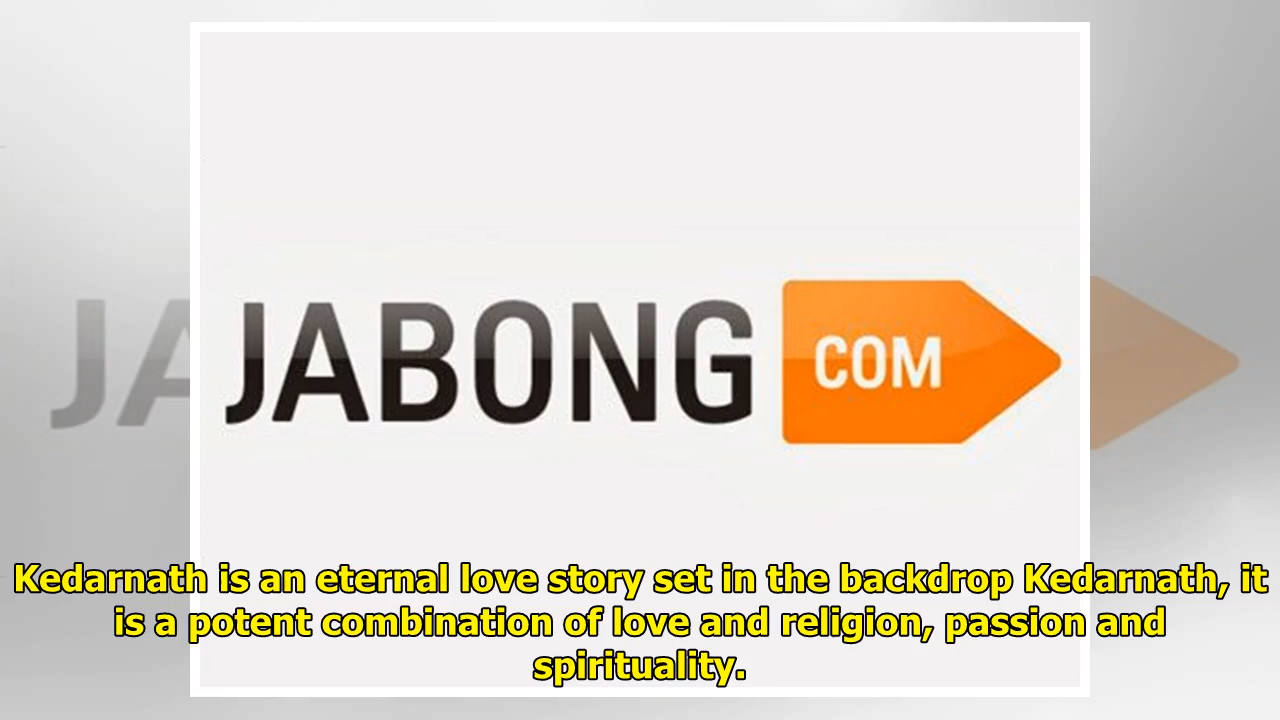 JABONG COM
Kedarnath is an eternal love story set in the backdrop Kedarnath, it
is a potent combination of love and religion, passion and
spirituality.